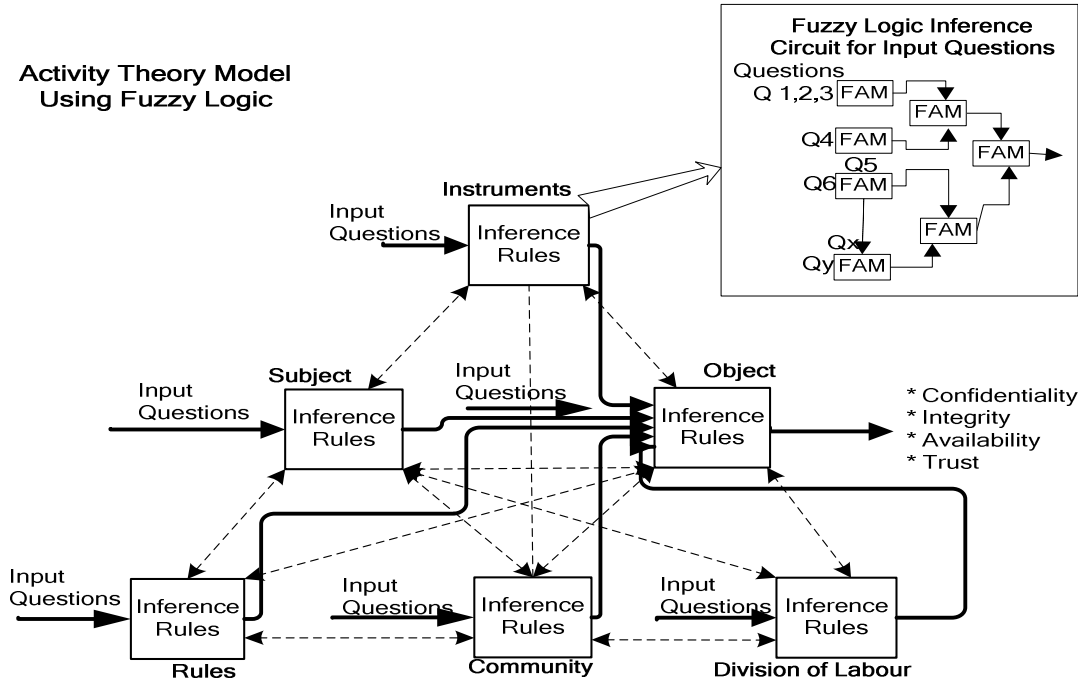 Activity Theory Model
Using Fuzzy Logic
Fuzzy Logic Inference
Circuit for Input Questions
Questions
Q 1,2,3 FAM
FAM
Q4 FAM
FAM
Q5
Q6 FAM
FAM
Qx
Qy FAM
Instruments
Input
Questions
Inference
Rules
Subject
Input
Questions
Inference
Rules
Input
Questions
Object
Inference
Rules
* Confidentiality
* Integrity
* Availability
* Trust
Input
Questions
Inference
Rules
Rules
Input
Questions
Inference
Rules
Community
Input
Questions
Inference
Rules
Division of Labour